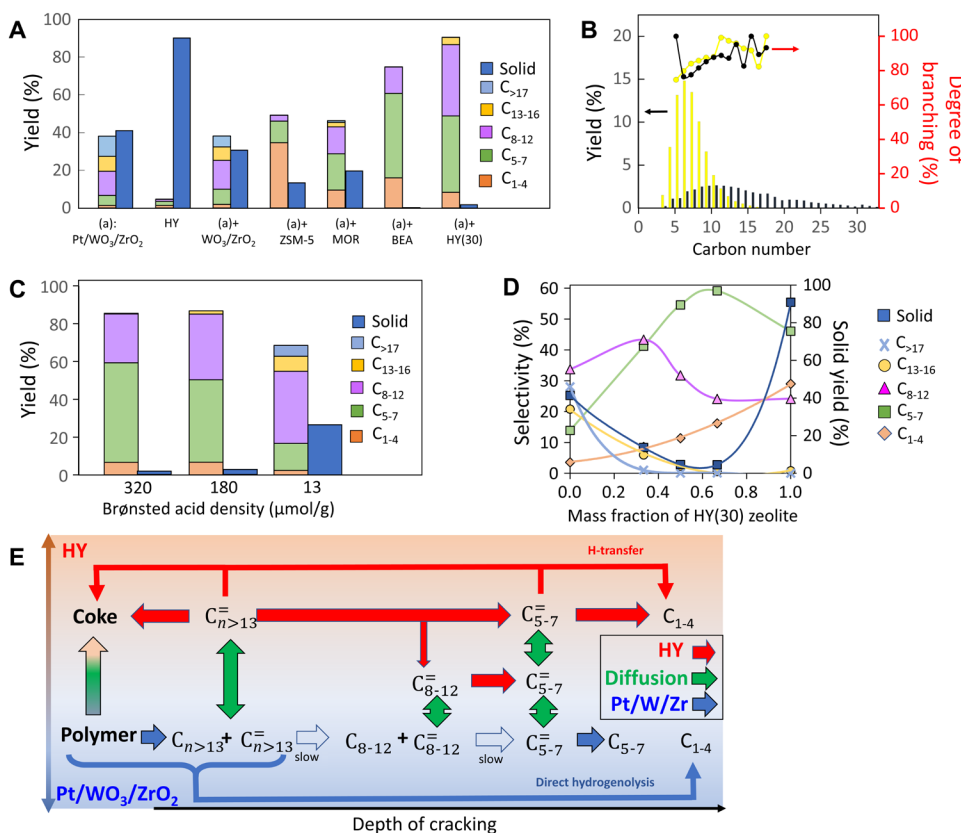 A
Yield (%)
100
80
60
40
20
0
Solid
C>17
C13-16
C8-12
C5-7
C1-4
(a): HY (a)+ (a)+ (a)+ (a)+ (a)+
Pt/WO3/ZrO2 WO3/ZrO2 ZSM-5 MOR BEA HY(30)
B
Yield (%)
20
15
10
5
0
0 5 10 15 20 25 30
Carbon number
100
80
60
40
20
0
Degree of
branching (%)
C
Yield (%)
100
80
60
40
20
0
320 180 13
Brønsted acid density (μmol/g)
Solid
C>17
C13-16
C8-12
C5-7
C1-4
D
Selectivity (%)
60
50
40
30
20
10
0
0.0 0.2 0.4 0.6 0.8 1.0
Mass fraction of HY(30) zeolite
100
80
60
40
20
0
Solid yield (%)
Solid
C>17
C13-16
C8-12
C5-7
C1-4
E
HY
H-transfer
Coke C=n>13 C=5-7 C1-4
HY
Diffusion
Pt/W/Zr
C=8-12 C=5-7
Polymer Cn>13 + C=n>13 slow C8-12 + C=8-12 slow C=5-7 C5-7 C1-4
Direct hydrogenolysis
Pt/WO3/ZrO2
Depth of cracking